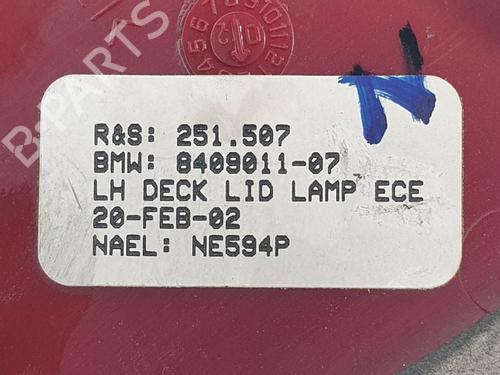 R&S: 251.507
BMW: 8409011-07
LH DECK LID LAMP ECE
20-FEB-02
NAEL: NE594P